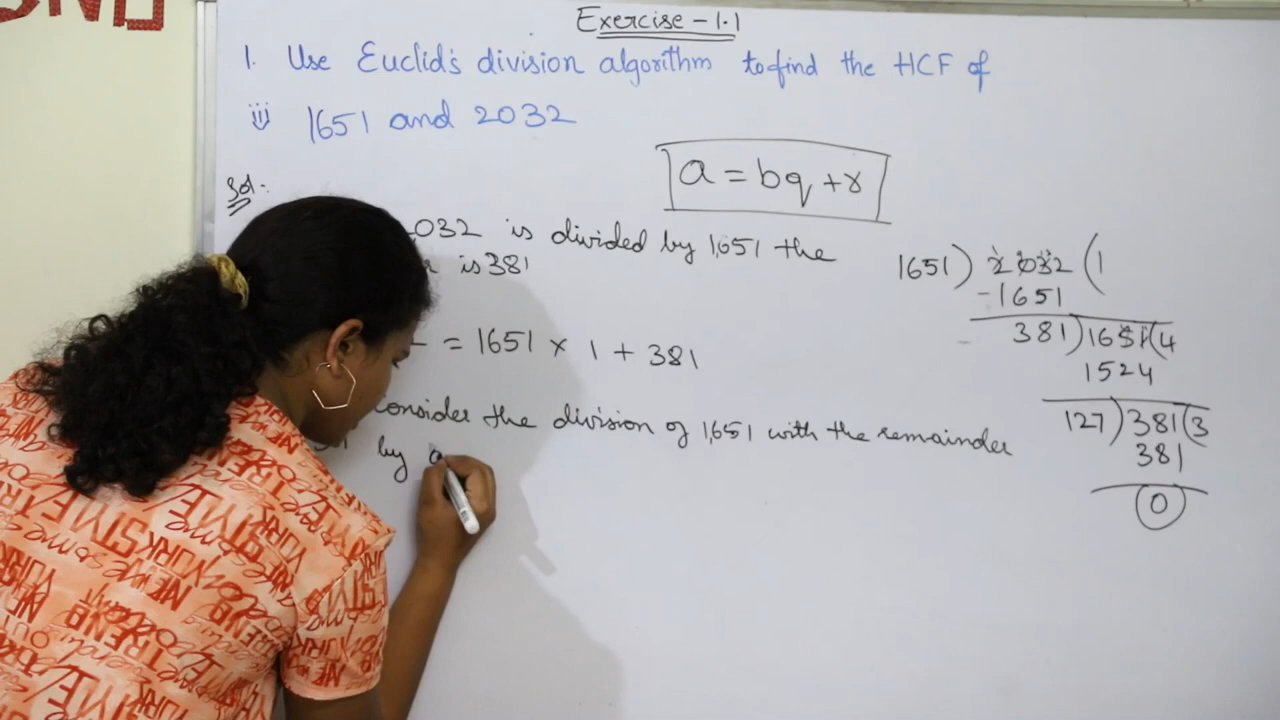 Exercise - 1.1
1. Use Euclid's division algorithm to find the HCF of
iii) 1651 and 2032
Sol:
a = bq + r
2032 is divided by 1651 the
is 381
= 1651 x 1 + 381
consider the division of 1651 with the remainder
by
1651) 2032 (1
-1651
381) 1651 (4
1524
127) 381 (3
381
0